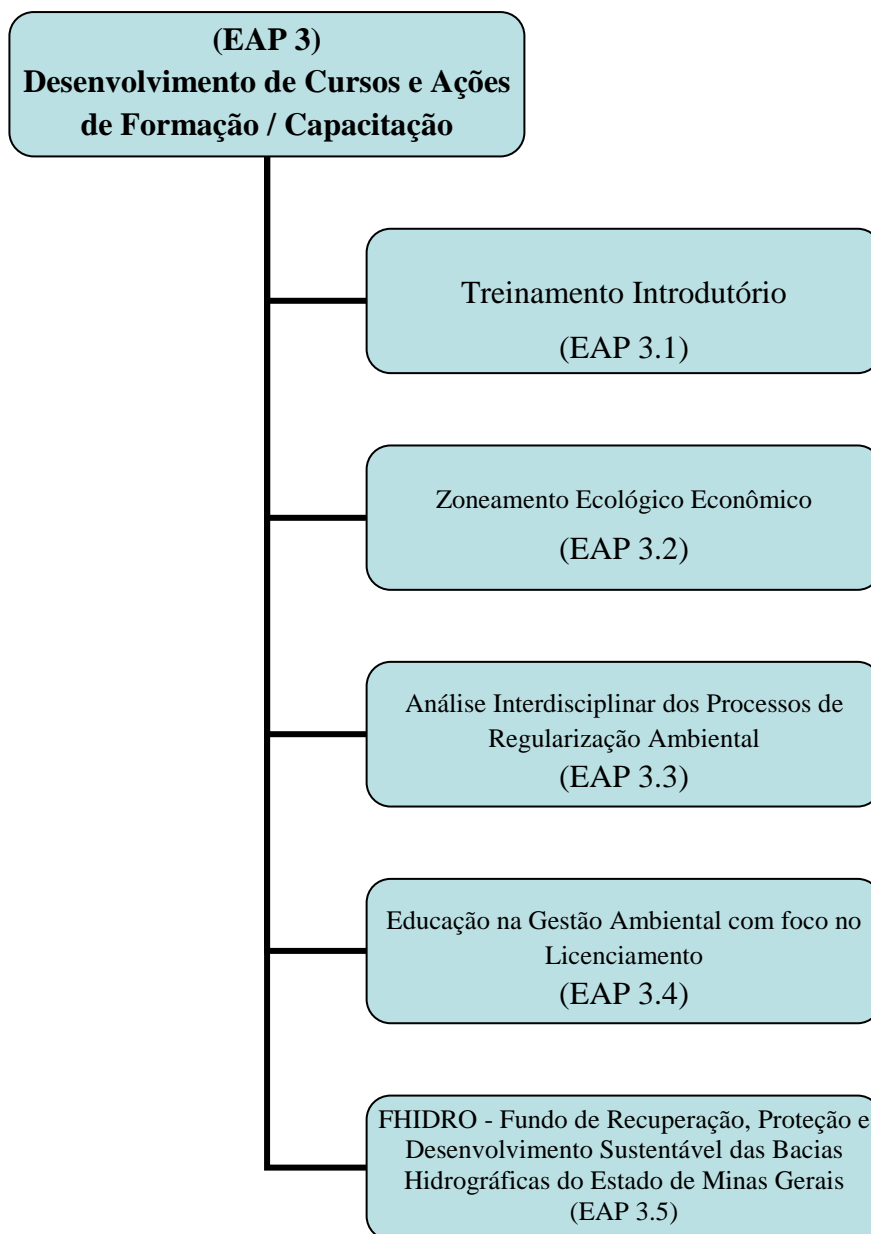 (EAP 3)
Desenvolvimento de Cursos e Ações
de Formação / Capacitação
Treinamento Introdutório
(EAP 3.1)
Zoneamento Ecológico Econômico
(EAP 3.2)
Análise Interdisciplinar dos Processos de
Regularização Ambiental
(EAP 3.3)
Educação na Gestão Ambiental com foco no
Licenciamento
(EAP 3.4)
FHIDRO - Fundo de Recuperação, Proteção e
Desenvolvimento Sustentável das Bacias
Hidrográficas do Estado de Minas Gerais
(EAP 3.5)